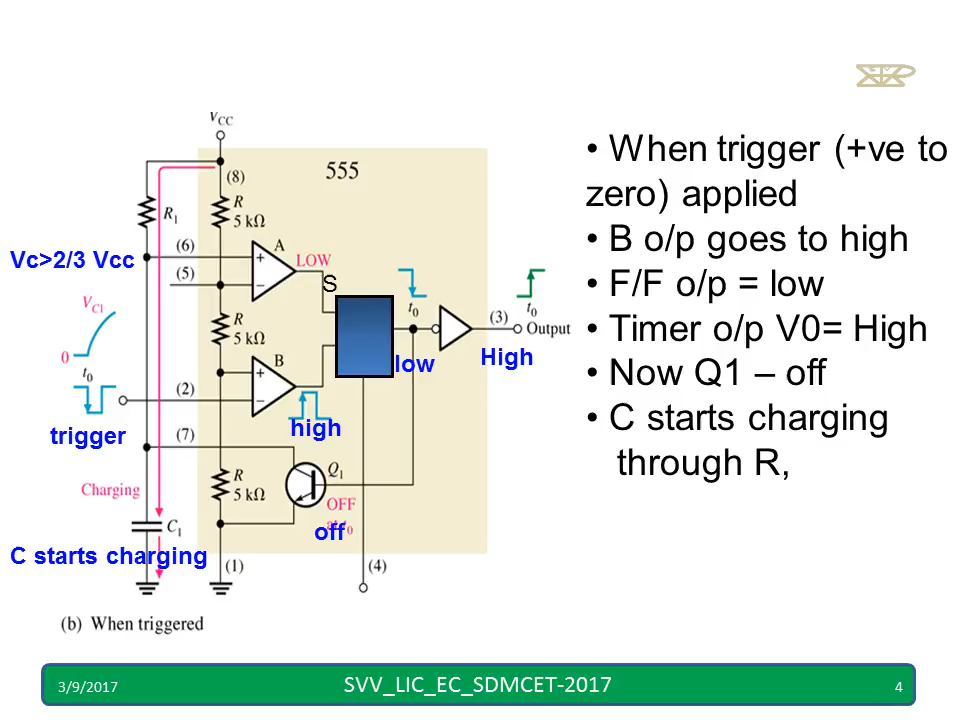 VCC
555
(8)
R
5 kΩ
R1
(6)
A
+
LOW
Vc>2/3 Vcc
(5)
−
S
VC1
t0
t0
(3)
Output
R
5 kΩ
0
B
low
High
t0
+
(2)
−
high
trigger
(7)
Q1
R
5 kΩ
Charging
OFF
off
C1
C starts charging
(1)
(4)
(b) When triggered
• When trigger (+ve to
zero) applied
• B o/p goes to high
• F/F o/p = low
• Timer o/p V0= High
• Now Q1 – off
• C starts charging
through R,
3/9/2017
SVV_LIC_EC_SDMCET-2017
4